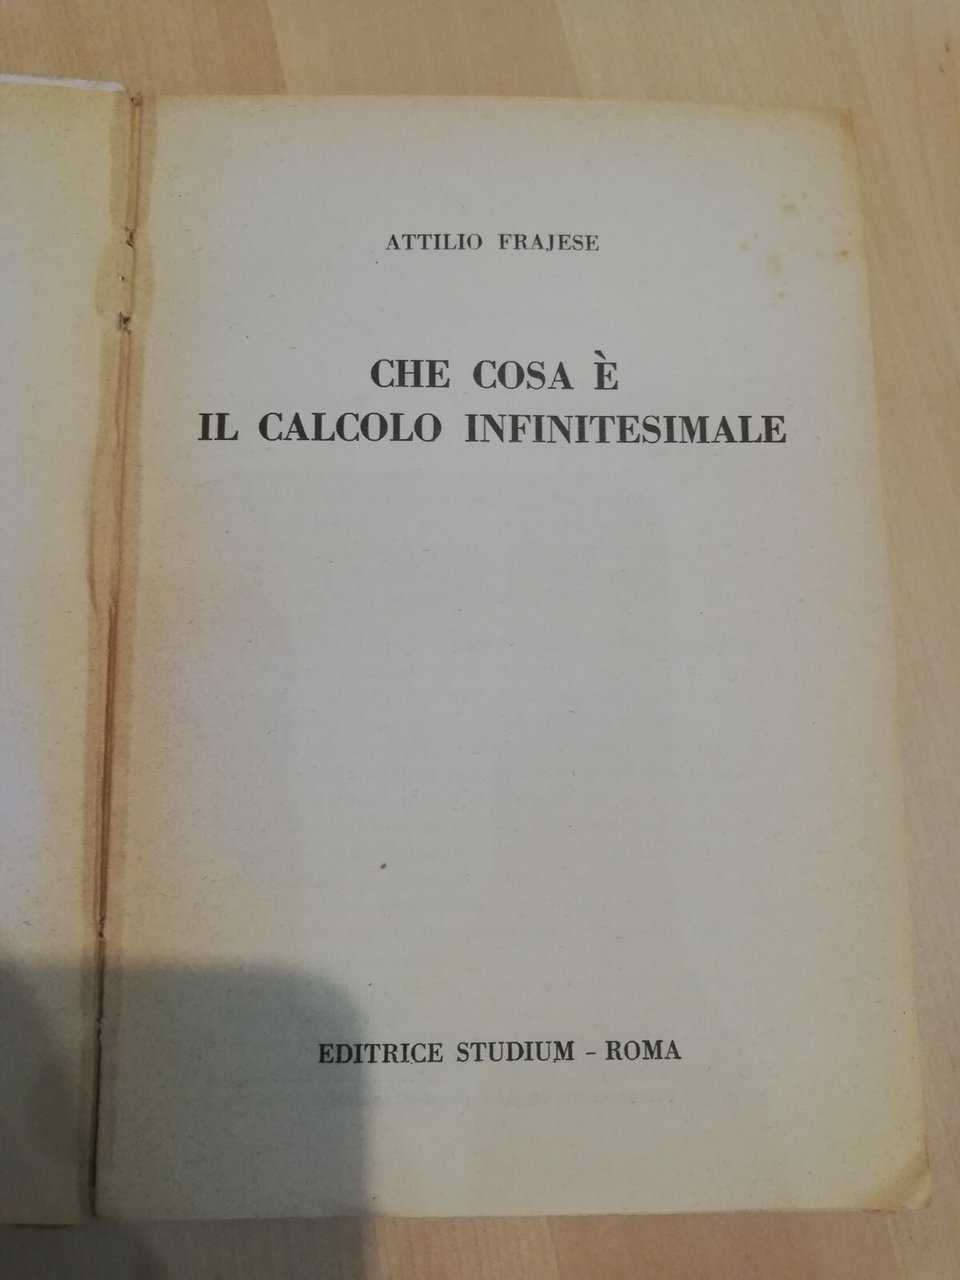 ATTILIO FRAJESE
CHE COSA È
IL CALCOLO INFINITESIMALE
EDITRICE STUDIUM - ROMA